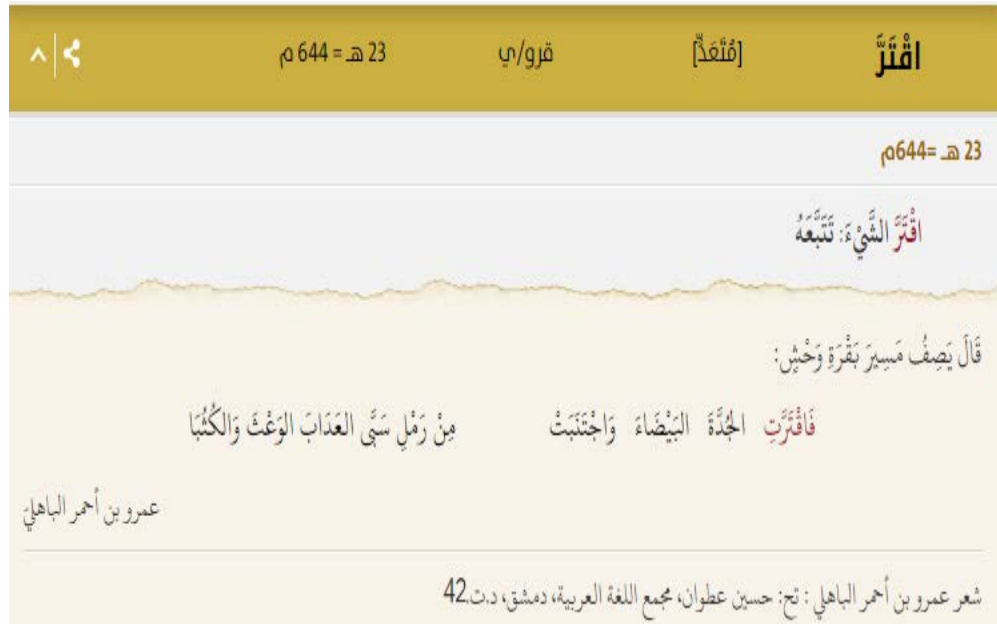 اقْتَرَّ [مُتَعَدٍّ] قرو/ي 23 هـ = 644 م
23 هـ =644م
اقْتَرَّ الشَّيْءَ: تَتَبَّعَهُ
قَالَ يَصِفُ مَسِيرَ بَقْرَةِ وَحْشٍ:
فَاقْتَرَّتِ الجُدَّةَ البَيْضَاءَ وَاجْتَنَبَتْ مِنْ رَمْلِ سَبَّى العَدَابَ الوَعْثَ وَالكُثُبَا
عمرو بن أحمر الباهليّ
شعر عمرو بن أحمر الباهلي : تح: حسين عطوان، مجمع اللغة العربية، دمشق، د.ت.42